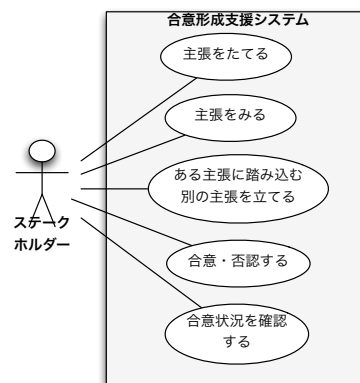 合意形成支援システム
主張をたてる
主張をみる
ある主張に踏み込む
別の主張を立てる
ステーク
ホルダー
合意・否認する
合意状況を確認
する